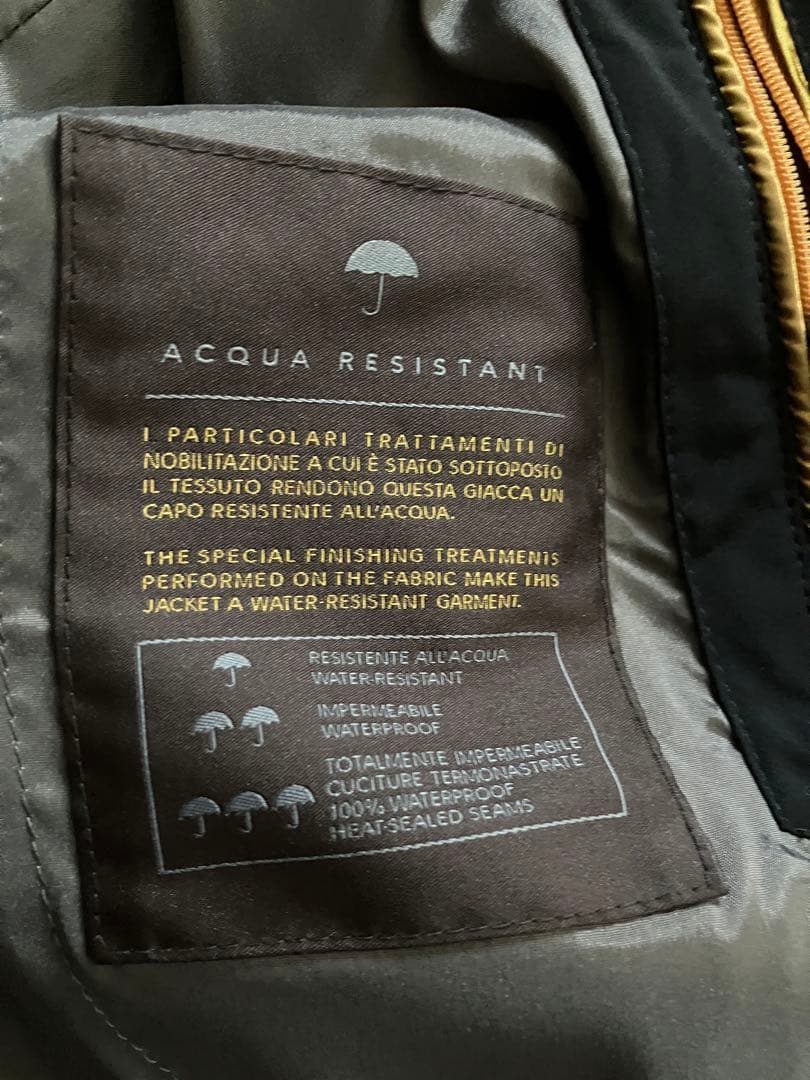 ACQUA RESISTANT
I PARTICOLARI TRATTAMENTI DI
NOBILITAZIONE A CUI È STATO SOTTOPOSTO
IL TESSUTO RENDONO QUESTA GIACCA UN
CAPO RESISTENTE ALL'ACQUA.
THE SPECIAL FINISHING TREATMENTS
PERFORMED ON THE FABRIC MAKE THIS
JACKET A WATER-RESISTANT GARMENT.
RESISTENTE ALL'ACQUA
WATER-RESISTANT
IMPERMEABILE
WATERPROOF
TOTALMENTE IMPERMEABILE
CUCITURE TERMONASTRATE
100% WATERPROOF
HEAT-SEALED SEAMS